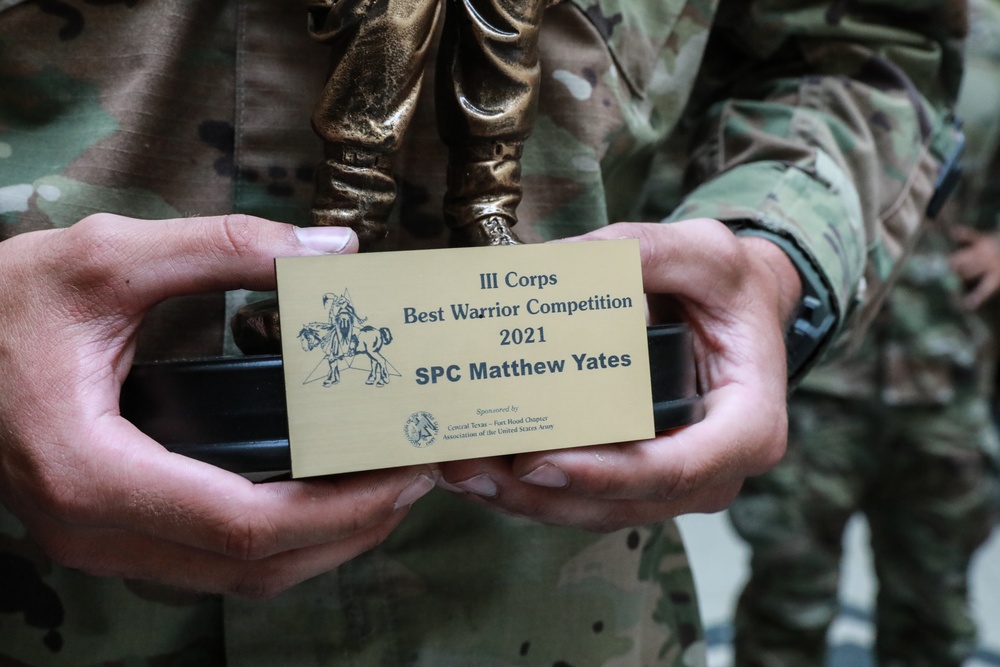 III Corps
Best Warrior Competition
2021
SPC Matthew Yates
Sponsored by
Central Texas – Fort Hood Chapter
Association of the United States Army